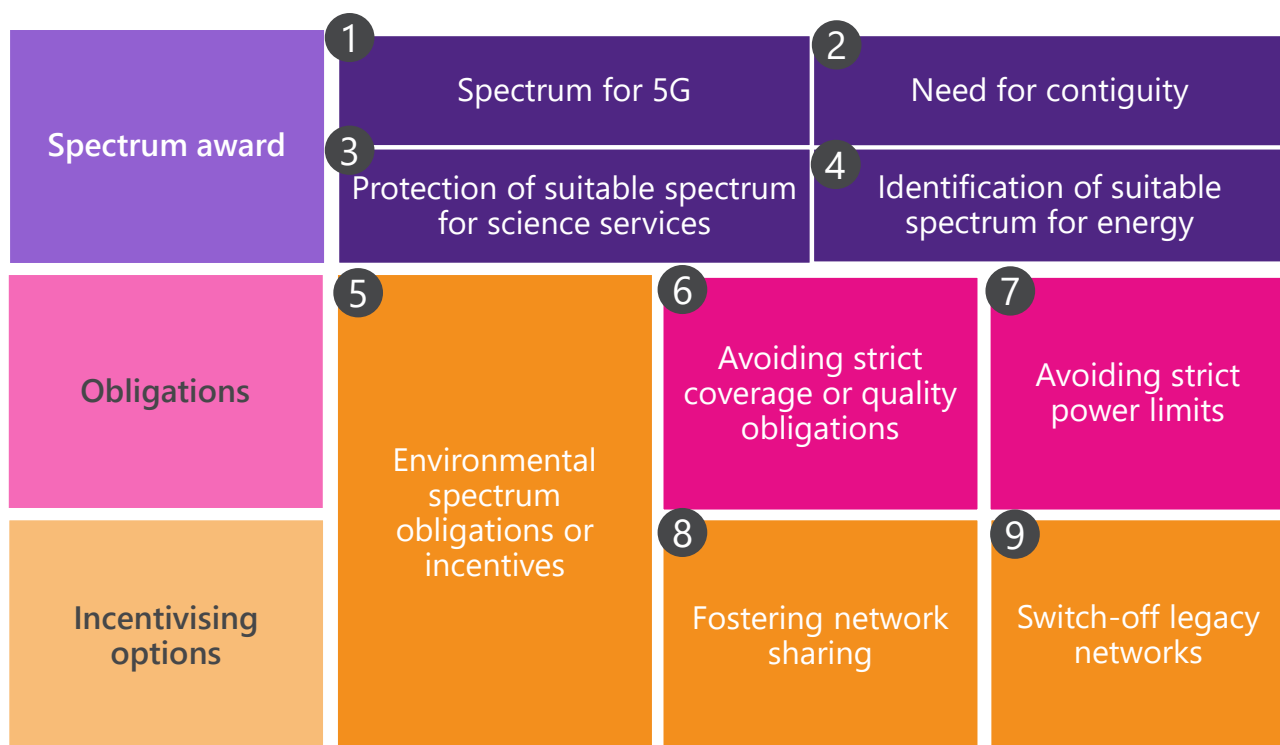 Spectrum award
1
Spectrum for 5G
2
Need for contiguity
3
Protection of suitable spectrum
for science services
4
Identification of suitable
spectrum for energy
Obligations
5
Environmental
spectrum
obligations or
incentives
6
Avoiding strict
coverage or quality
obligations
7
Avoiding strict
power limits
Incentivising
options
8
Fostering network
sharing
9
Switch-off legacy
networks